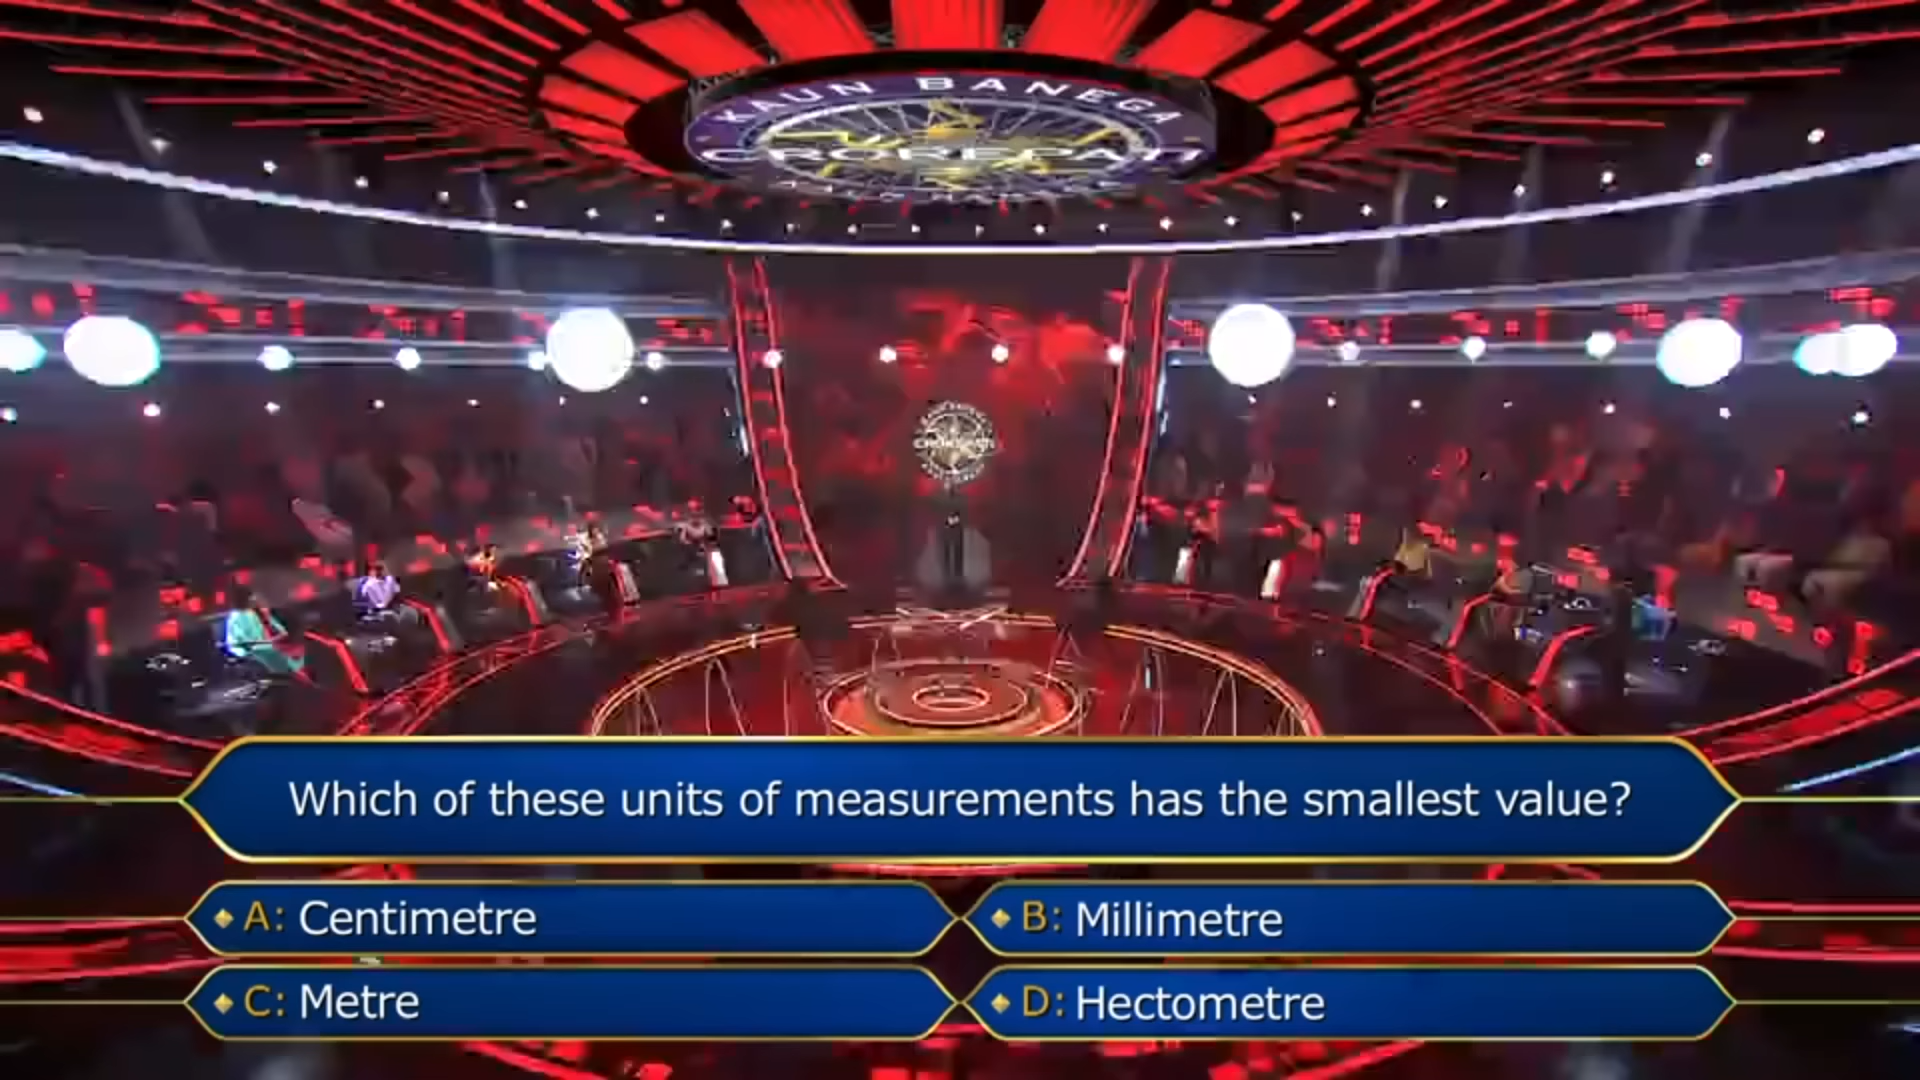 KAUN BANEGA
CROREPATI
Which of these units of measurements has the smallest value?
A: Centimetre
B: Millimetre
C: Metre
D: Hectometre